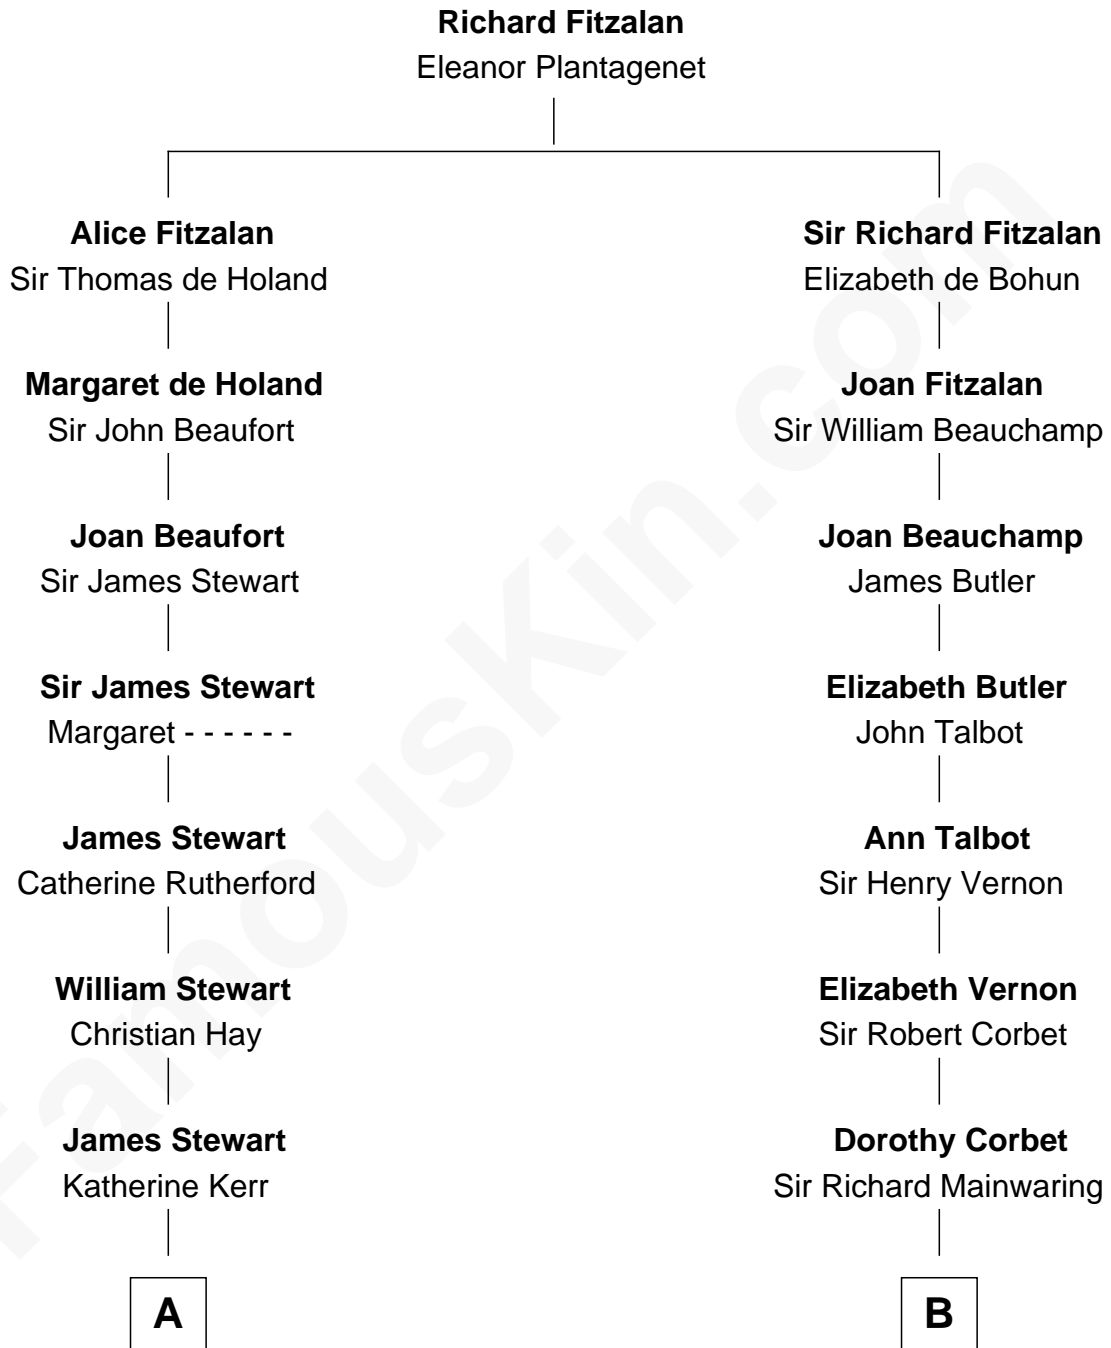 Richard Fitzalan
Eleanor Plantagenet
Alice Fitzalan
Sir Thomas de Holand
Sir Richard Fitzalan
Elizabeth de Bohun
Margaret de Holand
Sir John Beaufort
Joan Fitzalan
Sir William Beauchamp
Joan Beaufort
Sir James Stewart
Joan Beauchamp
James Butler
Sir James Stewart
Margaret - - - - - -
Elizabeth Butler
John Talbot
James Stewart
Catherine Rutherford
Ann Talbot
Sir Henry Vernon
William Stewart
Christian Hay
Elizabeth Vernon
Sir Robert Corbet
James Stewart
Katherine Kerr
Dorothy Corbet
Sir Richard Mainwaring
A
B
FamousKin.com